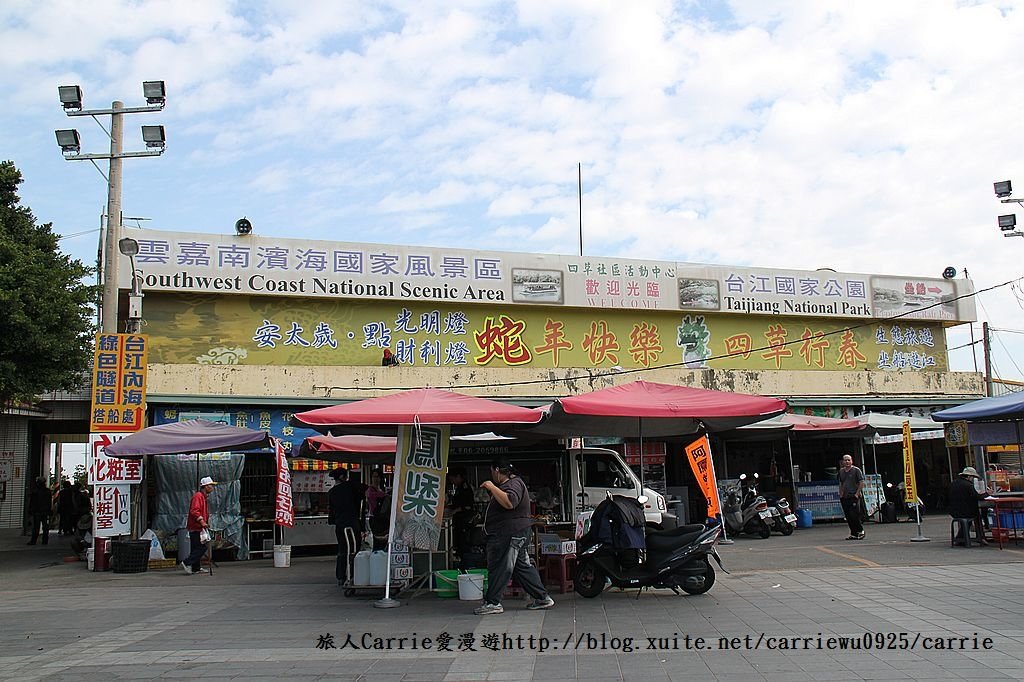 雲嘉南濱海國家風景區
Southwest Coast National Scenic Area
四草社區活動中心
歡迎光臨
WELCOME
台江國家公園
Taijiang National Park
安太歲·點
光明燈
財利燈
蛇年快樂
四草行春
生態旅遊
坐船遊江
綠色隧道
台江內海
搭船處
化粧室
化粧室
WC
鳳梨
旅人Carrie愛漫遊http://blog.xuite.net/carriewu0925/carrie